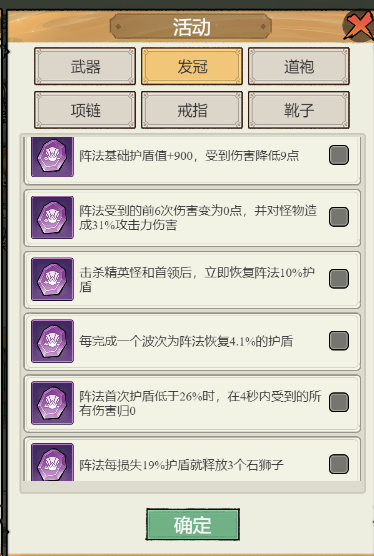 活动
武器 发冠 道袍
项链 戒指 靴子
阵法基础护盾值+900，受到伤害降低9点
阵法受到的前6次伤害变为0点，并对怪物造
成31%攻击力伤害
击杀精英怪和首领后，立即恢复阵法10%护
盾
每完成一个波次为阵法恢复4.1%的护盾
阵法首次护盾低于26%时，在4秒内受到的所
有伤害归0
阵法每损失19%护盾就释放3个石狮子
确定